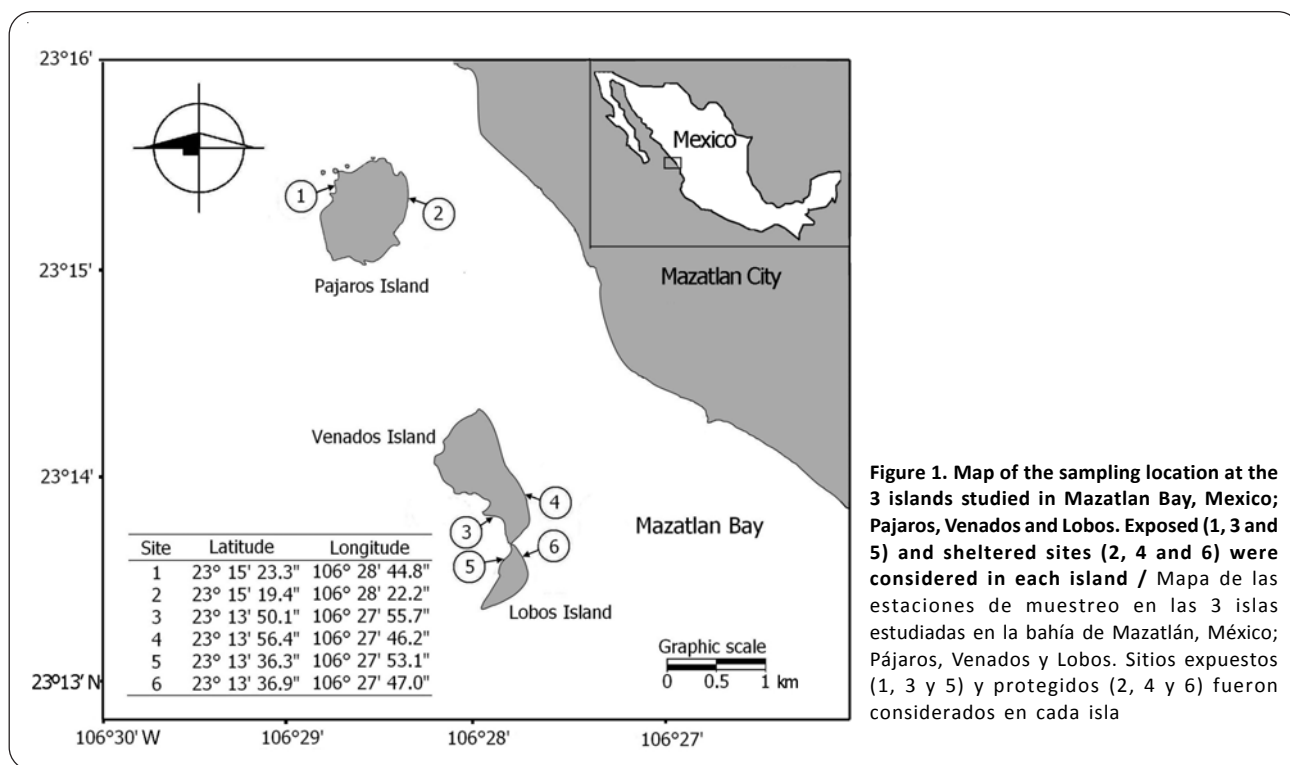 23°16'
23°15'
23°14'
23°13' N
106°30' W
106°29'
106°28'
106°27'
Mexico
Mazatlan City
1
2
Pajaros Island
Venados Island
3
4
5
6
Mazatlan Bay
Lobos Island
Site Latitude Longitude
1 23° 15' 23.3" 106° 28' 44.8"
2 23° 15' 19.4" 106° 28' 22.2"
3 23° 13' 50.1" 106° 27' 55.7"
4 23° 13' 56.4" 106° 27' 46.2"
5 23° 13' 36.3" 106° 27' 53.1"
6 23° 13' 36.9" 106° 27' 47.0"
Graphic scale
0 0.5 1 km
Figure 1. Map of the sampling location at the
3 islands studied in Mazatlan Bay, Mexico;
Pajaros, Venados and Lobos. Exposed (1, 3 and
5) and sheltered sites (2, 4 and 6) were
considered in each island / Mapa de las
estaciones de muestreo en las 3 islas
estudiadas en la bahía de Mazatlán, México;
Pájaros, Venados y Lobos. Sitios expuestos
(1, 3 y 5) y protegidos (2, 4 y 6) fueron
considerados en cada isla